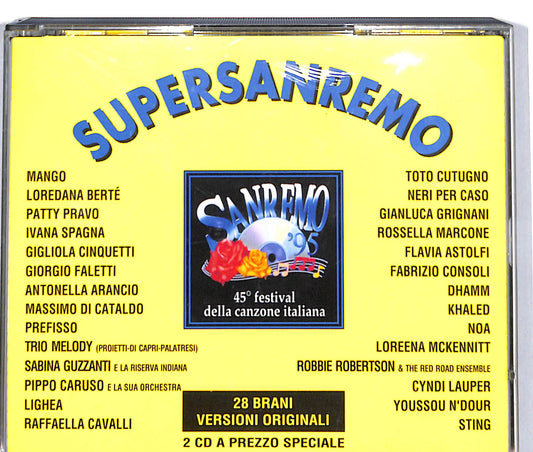 SUPERSANREMO
MANGO
LOREDANA BERTÉ
PATTY PRAVO
IVANA SPAGNA
GIGLIOLA CINQUETTI
GIORGIO FALETTI
ANTONELLA ARANCIO
MASSIMO DI CATALDO
PREFISSO
TRIO MELODY (PROIETTI-DI CAPRI-PALATRESI)
SABINA GUZZANTI E LA RISERVA INDIANA
PIPPO CARUSO E LA SUA ORCHESTRA
LIGHEA
RAFFAELLA CAVALLI
SANREMO
'95
45° festival
della canzone italiana
28 BRANI
VERSIONI ORIGINALI
2 CD A PREZZO SPECIALE
TOTO CUTUGNO
NERI PER CASO
GIANLUCA GRIGNANI
ROSSELLA MARCONE
FLAVIA ASTOLFI
FABRIZIO CONSOLI
DHAMM
KHALED
NOA
LOREENA MCKENNITT
ROBBIE ROBERTSON & THE RED ROAD ENSEMBLE
CYNDI LAUPER
YOUSSOU N'DOUR
STING